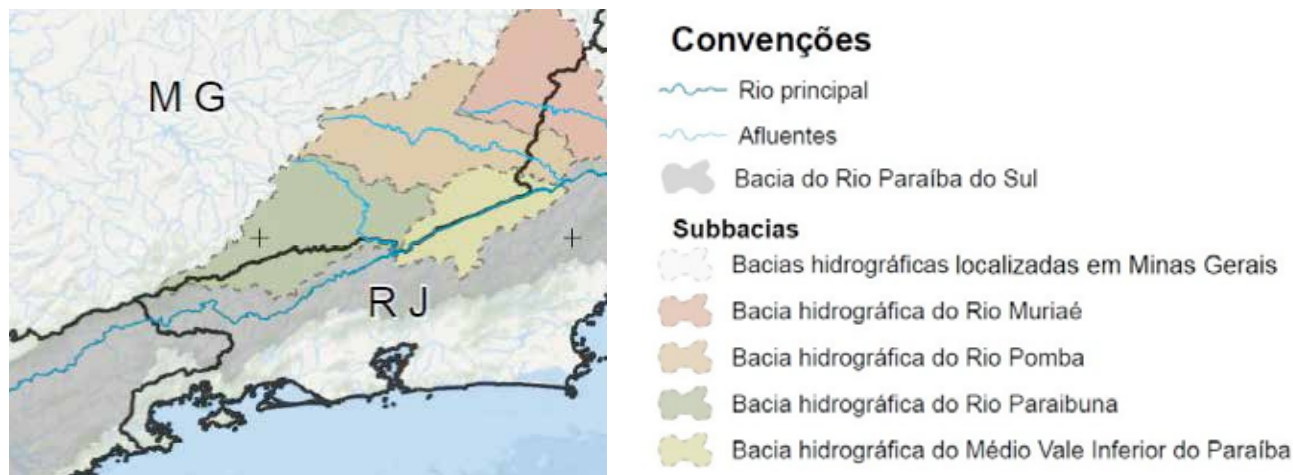 M G
R J
Convenções
Rio principal
Afluentes
Bacia do Rio Paraíba do Sul
Subbacias
Bacias hidrográficas localizadas em Minas Gerais
Bacia hidrográfica do Rio Muriaé
Bacia hidrográfica do Rio Pomba
Bacia hidrográfica do Rio Paraibuna
Bacia hidrográfica do Médio Vale Inferior do Paraíba